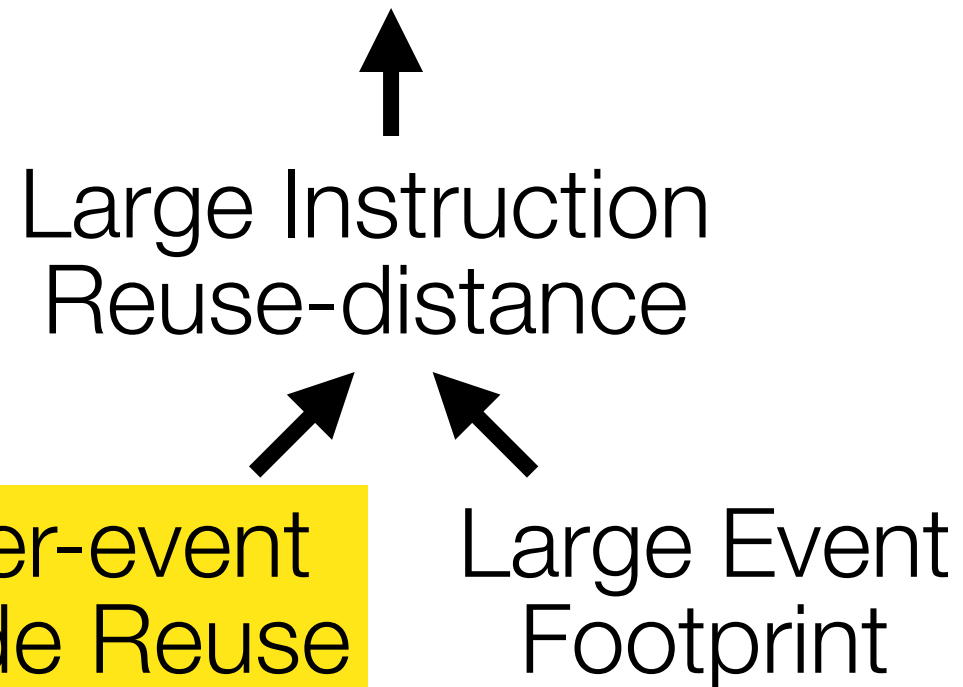 Large Instruction
Reuse-distance
er-event
de Reuse
Large Event
Footprint